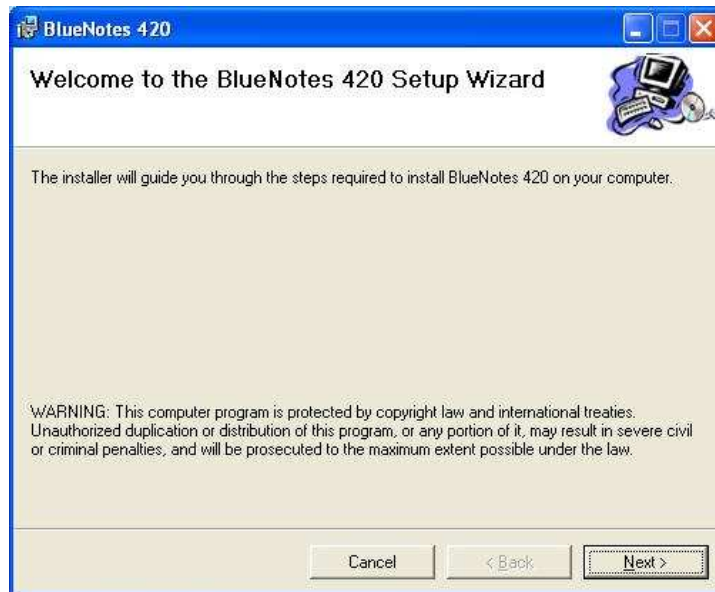 BlueNotes 420
Welcome to the BlueNotes 420 Setup Wizard
The installer will guide you through the steps required to install BlueNotes 420 on your computer.
WARNING: This computer program is protected by copyright law and international treaties.
Unauthorized duplication or distribution of this program, or any portion of it, may result in severe civil
or criminal penalties, and will be prosecuted to the maximum extent possible under the law.
Cancel < Back Next >